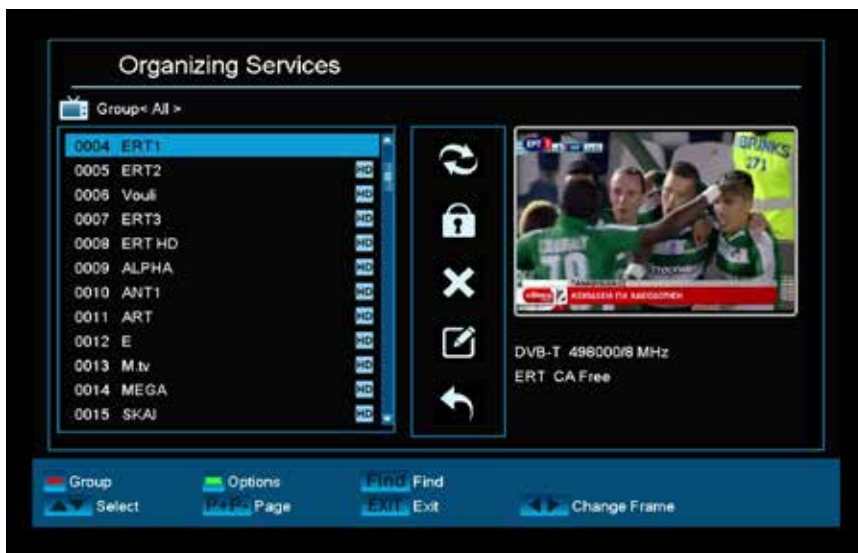 Organizing Services
Group< All >
0004 ERT1
0005 ERT2 HD
0006 Vouli HD
0007 ERT3 HD
0008 ERT HD HD
0009 ALPHA HD
0010 ANT1 HD
0011 ART HD
0012 E HD
0013 M.tv HD
0014 MEGA HD
0015 SKAI HD
BRINKS
271
DVB-T 498000/8 MHz
ERT CA Free
Group Options Find Find
Select P+ P- Page EXIT Exit Change Frame